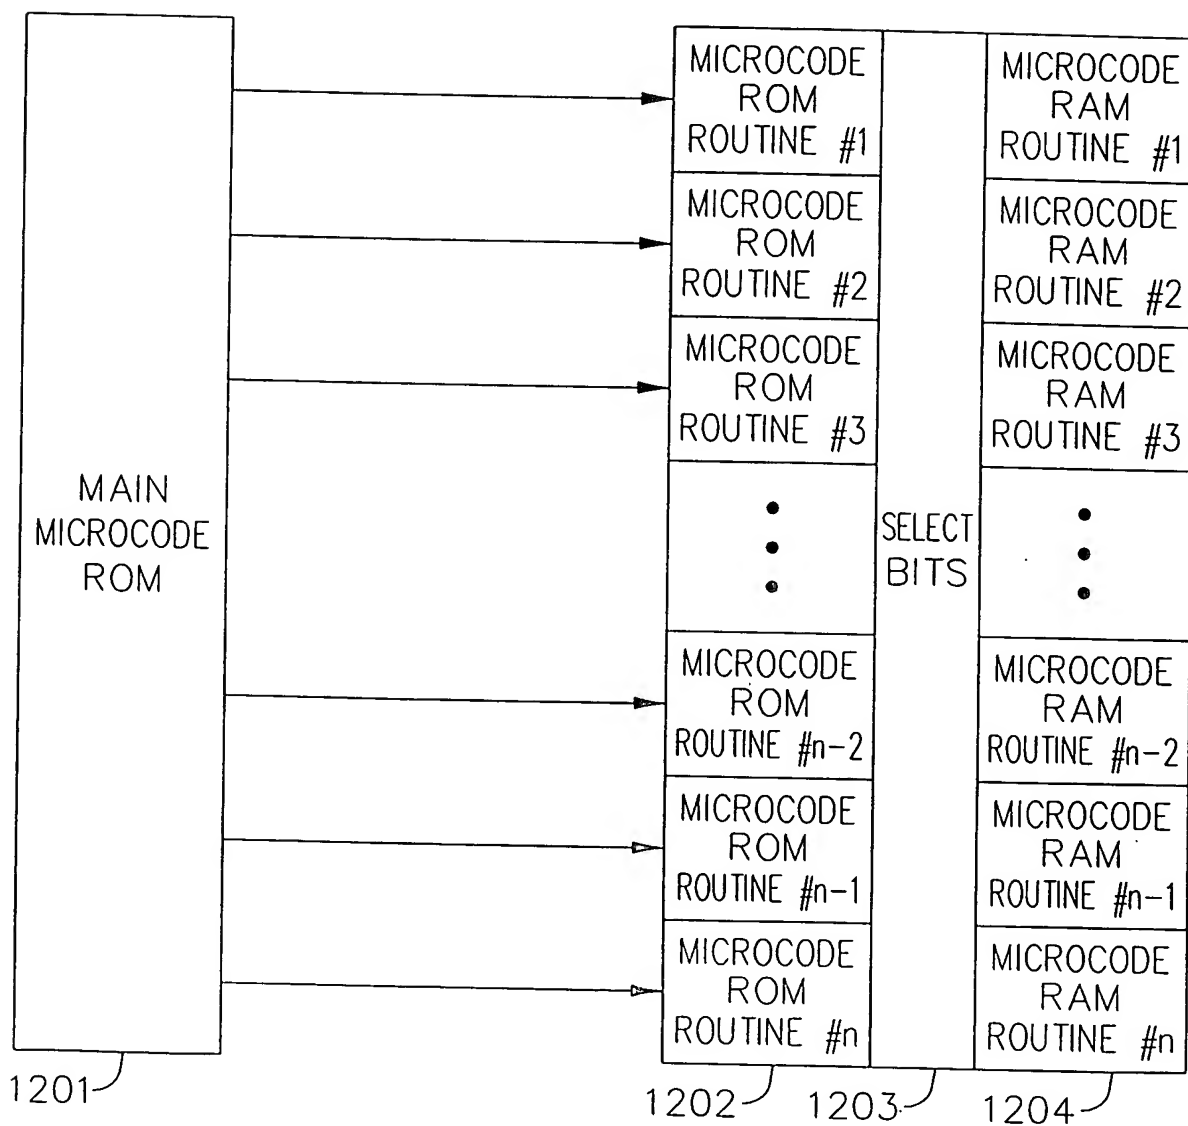 MAIN
MICROCODE
ROM
MICROCODE
ROM
ROUTINE #1
MICROCODE
ROM
ROUTINE #2
MICROCODE
ROM
ROUTINE #3
MICROCODE
ROM
ROUTINE #n-2
MICROCODE
ROM
ROUTINE #n-1
MICROCODE
ROM
ROUTINE #n
SELECT
BITS
MICROCODE
RAM
ROUTINE #1
MICROCODE
RAM
ROUTINE #2
MICROCODE
RAM
ROUTINE #3
MICROCODE
RAM
ROUTINE #n-2
MICROCODE
RAM
ROUTINE #n-1
MICROCODE
RAM
ROUTINE #n
1201
1202
1203
1204